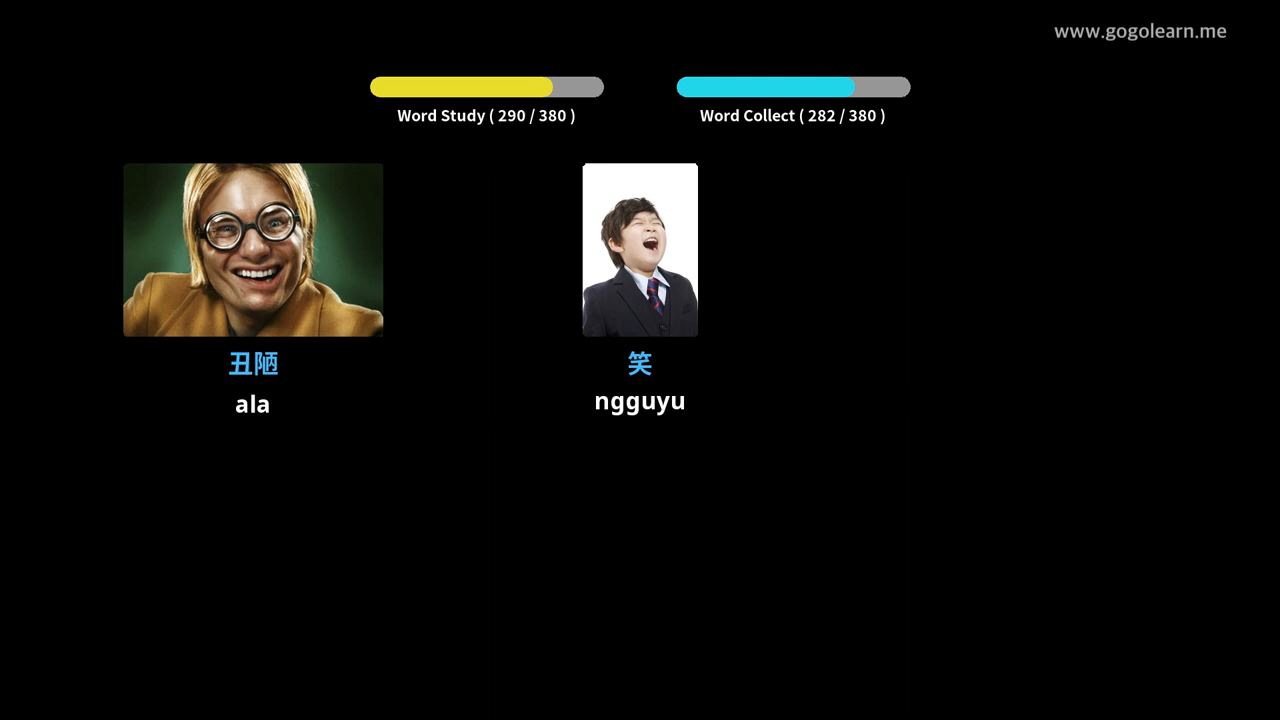 www.gogolearn.me
Word Study ( 290 / 380 )
Word Collect ( 282 / 380 )
丑陋
笑
ala
ngguyu